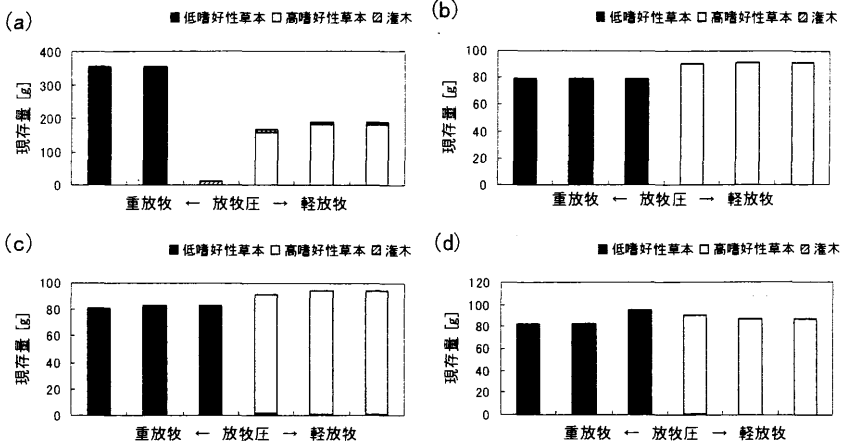 (a)
■ 低嗜好性草本 □ 高嗜好性草本 ▨ 潅木
現存量 [g]
400
300
200
100
0
重放牧 ← 放牧圧 → 軽放牧
(b)
■ 低嗜好性草本 □ 高嗜好性草本 ▨ 潅木
現存量 [g]
100
80
60
40
20
0
重放牧 ← 放牧圧 → 軽放牧
(c)
■ 低嗜好性草本 □ 高嗜好性草本 ▨ 潅木
現存量 [g]
100
80
60
40
20
0
重放牧 ← 放牧圧 → 軽放牧
(d)
■ 低嗜好性草本 □ 高嗜好性草本 ▨ 潅木
現存量 [g]
120
100
80
60
40
20
0
重放牧 ← 放牧圧 → 軽放牧